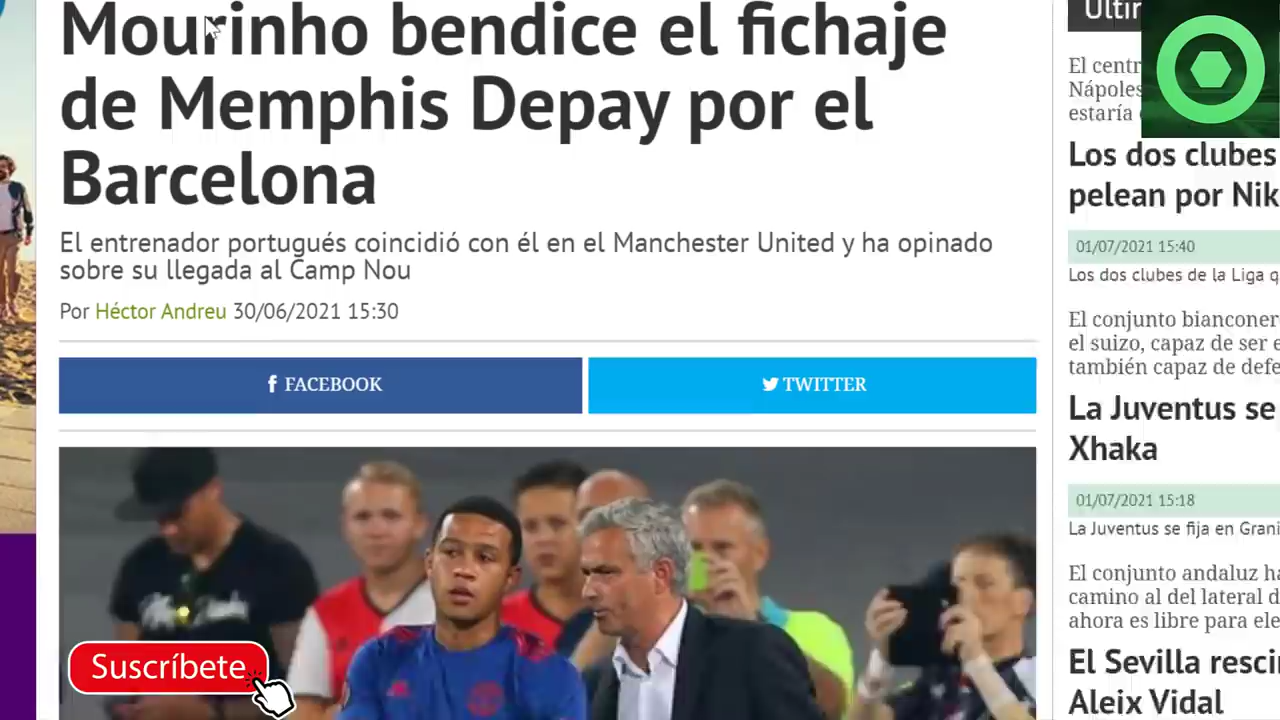 Mourinho bendice el fichaje
de Memphis Depay por el
Barcelona
El entrenador portugués coincidió con él en el Manchester United y ha opinado
sobre su llegada al Camp Nou
Por Héctor Andreu 30/06/2021 15:30
FACEBOOK
TWITTER
Suscríbete
El centr
Nápoles
estaría
Los dos clubes
pelean por Nik
01/07/2021 15:40
Los dos clubes de la Liga q
El conjunto bianconer
el suizo, capaz de ser e
también capaz de defe
La Juventus se
Xhaka
01/07/2021 15:18
La Juventus se fija en Grani
El conjunto andaluz ha
camino al del lateral d
ahora es libre para ele
El Sevilla resci
Aleix Vidal